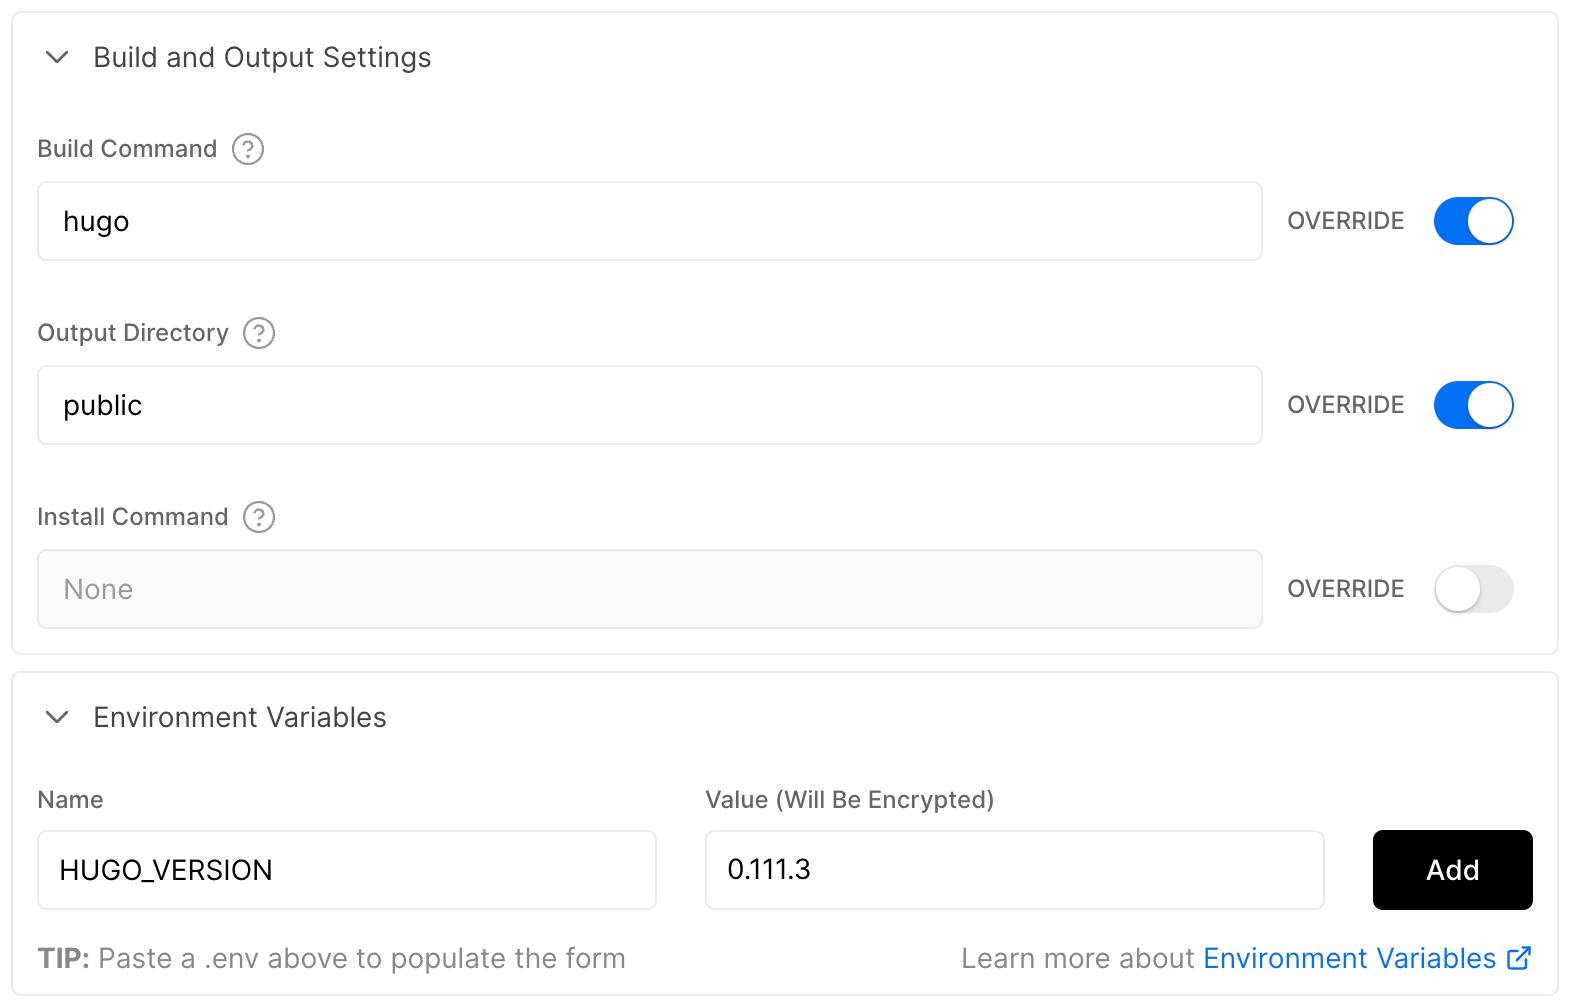 Build and Output Settings
Build Command ?
hugo
OVERRIDE
Output Directory ?
public
OVERRIDE
Install Command ?
None
OVERRIDE
Environment Variables
Name
Value (Will Be Encrypted)
HUGO_VERSION
0.111.3
Add
TIP: Paste a .env above to populate the form
Learn more about Environment Variables